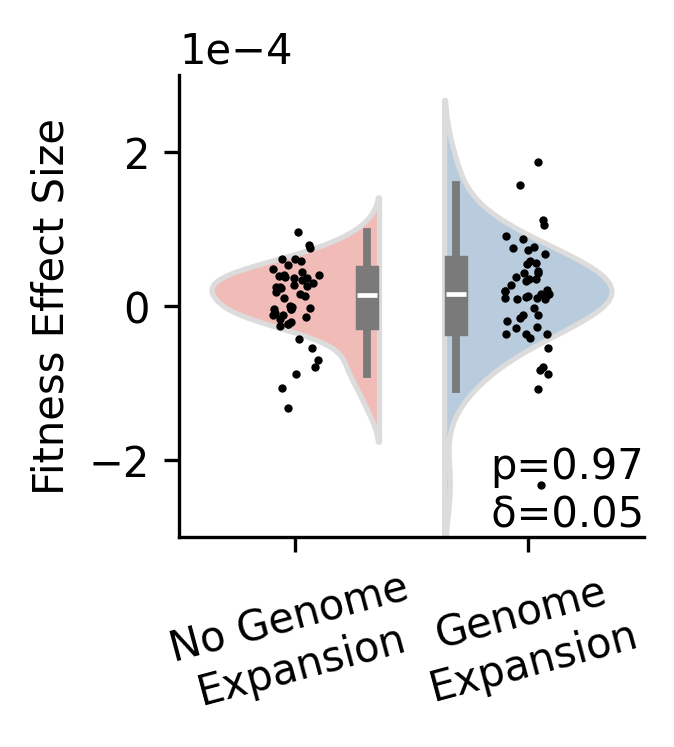 1e−4
Fitness Effect Size
2
0
−2
p=0.97
δ=0.05
No Genome
Expansion
Genome
Expansion